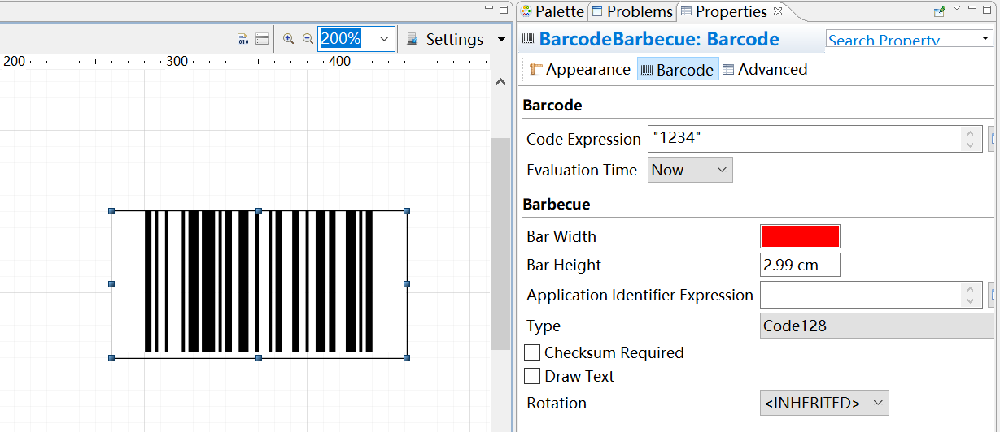 Palette
Problems
Properties
010
200%
Settings
BarcodeBarbecue: Barcode
Search Property
200
300
400
Appearance
Barcode
Advanced
Barcode
Code Expression
"1234"
Evaluation Time
Now
Barbecue
Bar Width
Bar Height
2.99 cm
Application Identifier Expression
Type
Code128
Checksum Required
Draw Text
Rotation
<INHERITED>